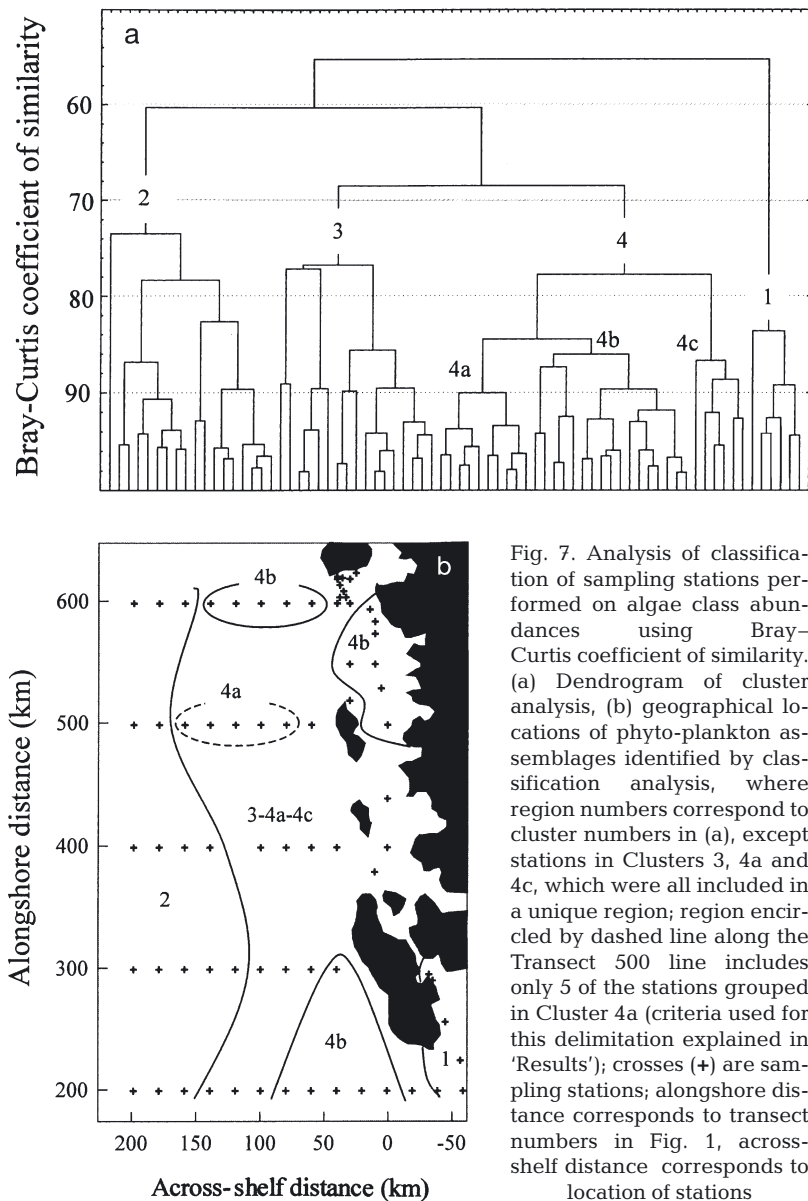 a
Bray-Curtis coefficient of similarity
60
70
80
90
2
3
4
1
4a
4b
4c
b
Alongshore distance (km)
600
500
400
300
200
4b
4b
4a
3-4a-4c
2
4b
1
200 150 100 50 0 -50
Across-shelf distance (km)
Fig. 7. Analysis of classifica-
tion of sampling stations per-
formed on algae class abun-
dances using Bray–
Curtis coefficient of similarity.
(a) Dendrogram of cluster
analysis, (b) geographical lo-
cations of phyto-plankton as-
semblages identified by clas-
sification analysis, where
region numbers correspond to
cluster numbers in (a), except
stations in Clusters 3, 4a and
4c, which were all included in
a unique region; region encir-
cled by dashed line along the
Transect 500 line includes
only 5 of the stations grouped
in Cluster 4a (criteria used for
this delimitation explained in
'Results'); crosses (+) are sam-
pling stations; alongshore dis-
tance corresponds to transect
numbers in Fig. 1, across-
shelf distance corresponds to
location of stations